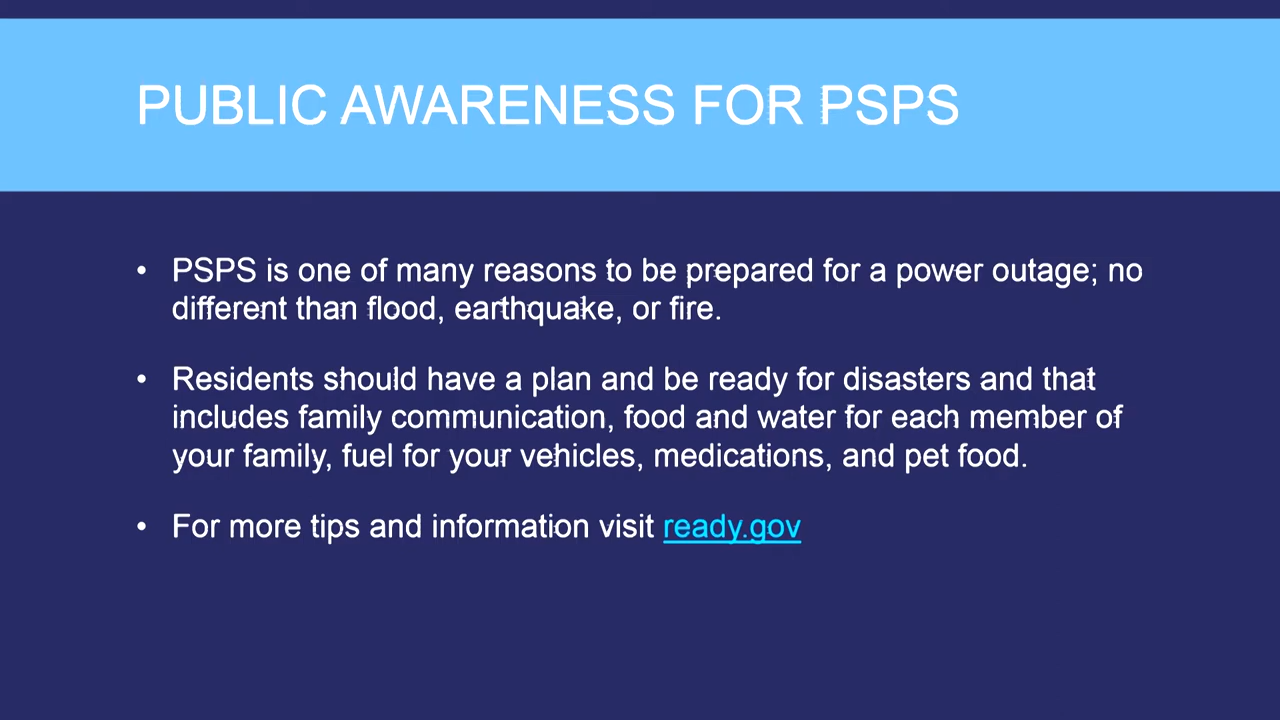 PUBLIC AWARENESS FOR PSPS
• PSPS is one of many reasons to be prepared for a power outage; no
different than flood, earthquake, or fire.
• Residents should have a plan and be ready for disasters and that
includes family communication, food and water for each member of
your family, fuel for your vehicles, medications, and pet food.
• For more tips and information visit ready.gov